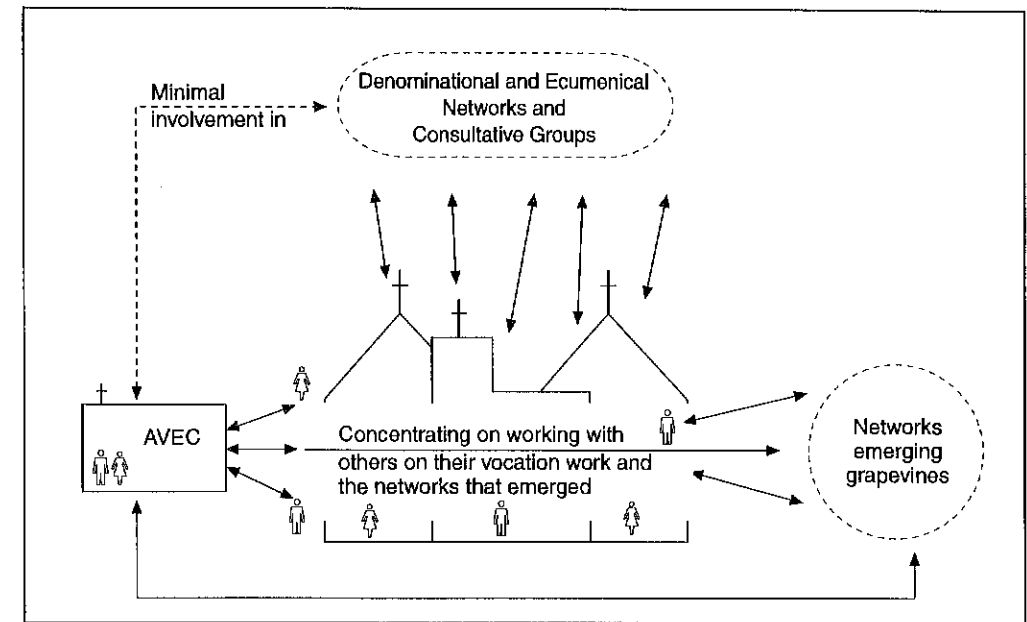 Denominational and Ecumenical
Networks and
Consultative Groups
Minimal
involvement in
AVEC
Concentrating on working with
others on their vocation work and
the networks that emerged
Networks
emerging
grapevines